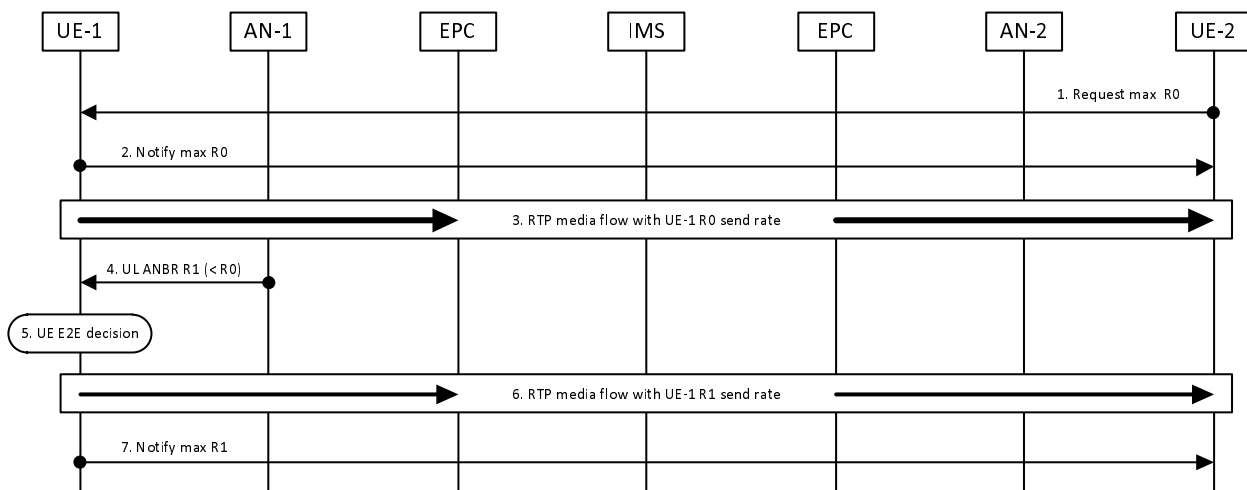 UE-1
AN-1
EPC
IMS
EPC
AN-2
UE-2
1. Request max R0
2. Notify max R0
3. RTP media flow with UE-1 R0 send rate
4. UL ANBR R1 (< R0)
5. UE E2E decision
6. RTP media flow with UE-1 R1 send rate
7. Notify max R1